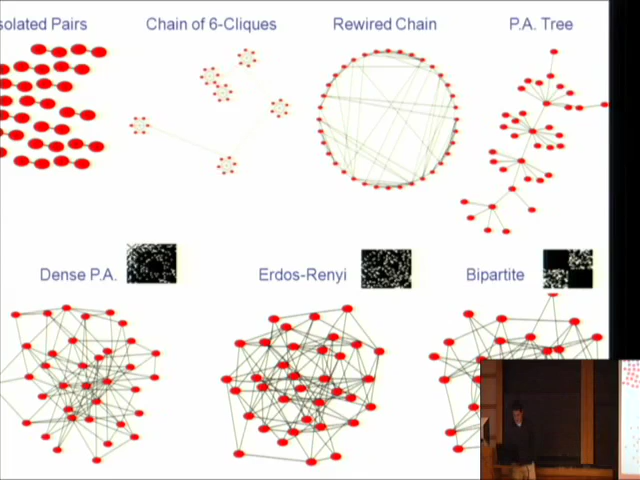 solated Pairs
Chain of 6-Cliques
Rewired Chain
P.A. Tree
Dense P.A.
Erdos-Renyi
Bipartite